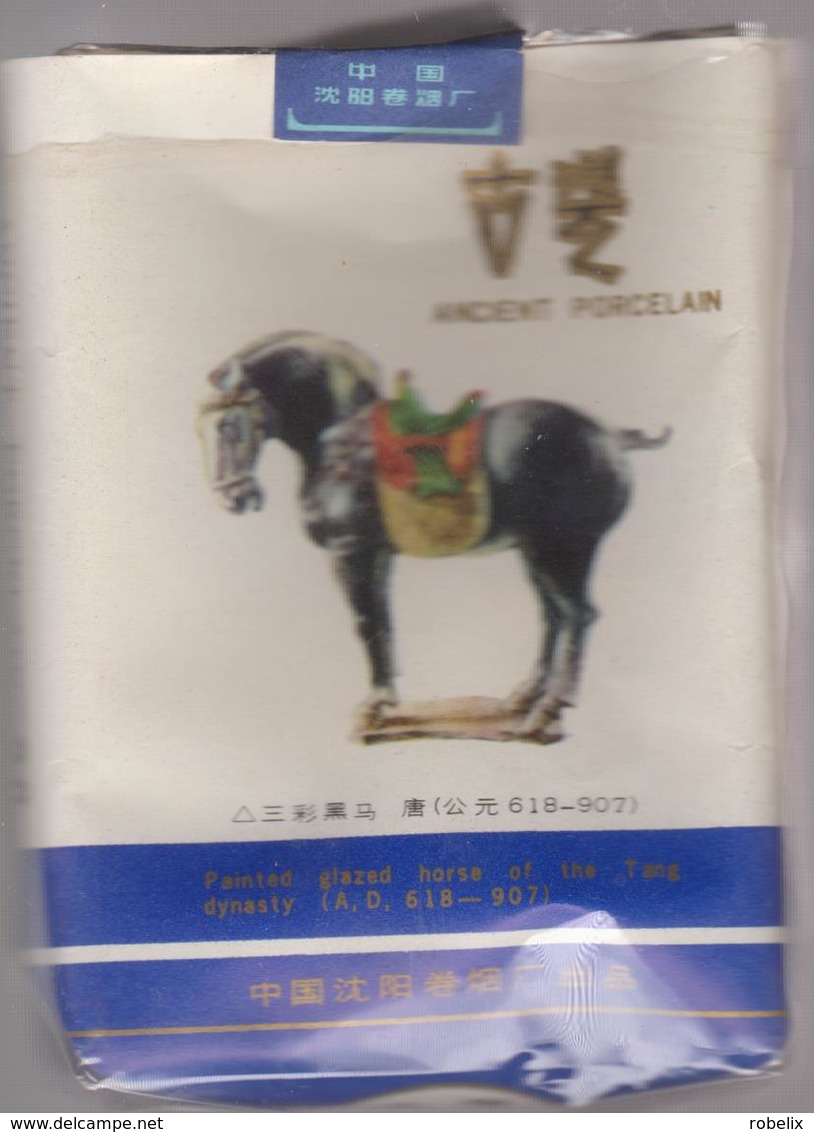 中 国
沈阳卷烟厂
古瓷
ANCIENT PORCELAIN
△三彩黑马 唐(公元618-907)
Painted glazed horse of the Tang
dynasty (A.D. 618—907)
中国沈阳卷烟厂出品
delcampe.net
robelix